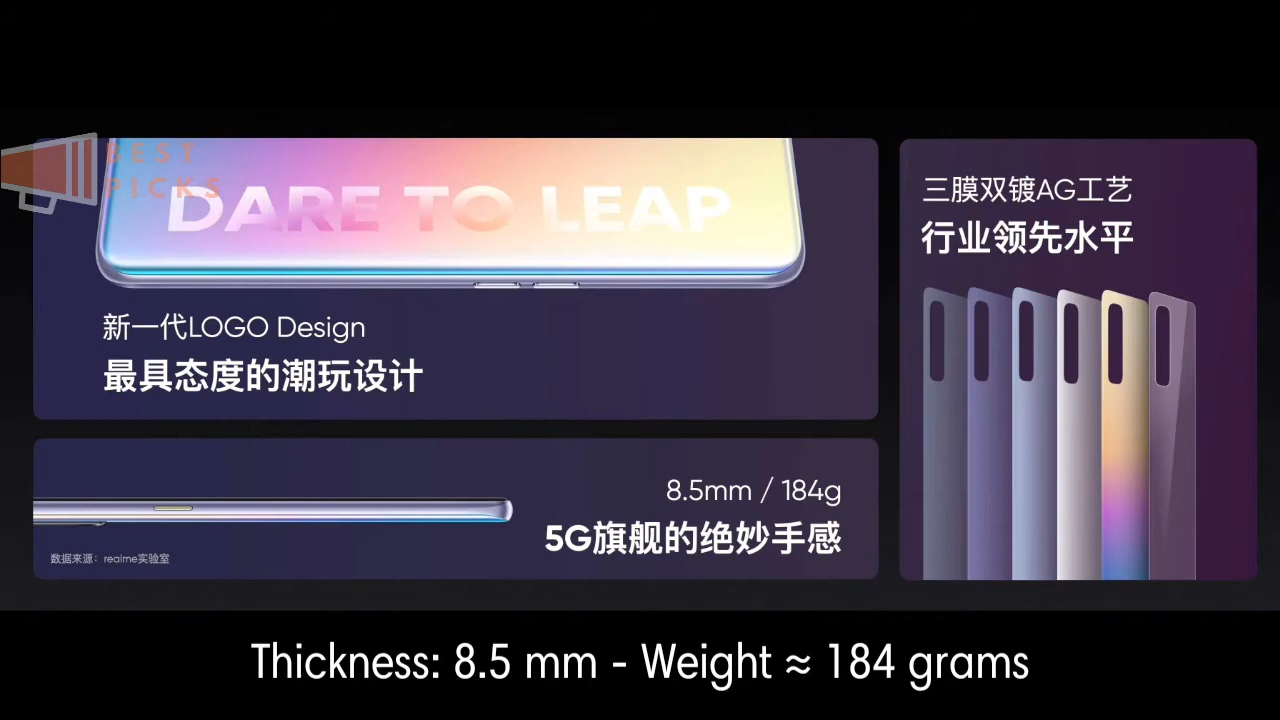 BEST
PICKS
DARE TO LEAP
新一代LOGO Design
最具态度的潮玩设计
三膜双镀AG工艺
行业领先水平
8.5mm / 184g
5G旗舰的绝妙手感
数据来源：realme实验室
Thickness: 8.5 mm - Weight ≈ 184 grams